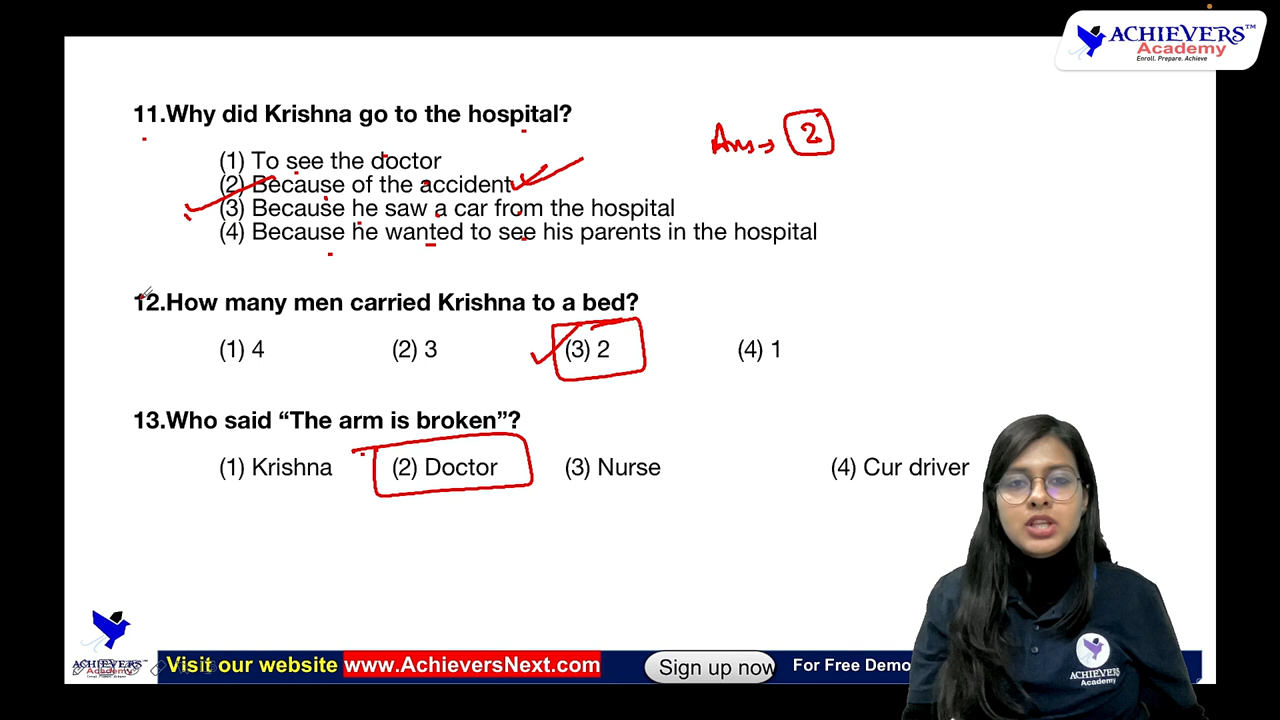 ACHIEVERS™
Academy
Enroll. Prepare. Achieve
11.Why did Krishna go to the hospital?
Ans→ 2
(1) To see the doctor
(2) Because of the accident
(3) Because he saw a car from the hospital
(4) Because he wanted to see his parents in the hospital
12.How many men carried Krishna to a bed?
(1) 4 (2) 3 (3) 2 (4) 1
13.Who said “The arm is broken”?
(1) Krishna (2) Doctor (3) Nurse (4) Cur driver
ACHIEVERS
Academy
ACHIEVERS
Academy
Visit our website www.AchieversNext.com Sign up now For Free Demo